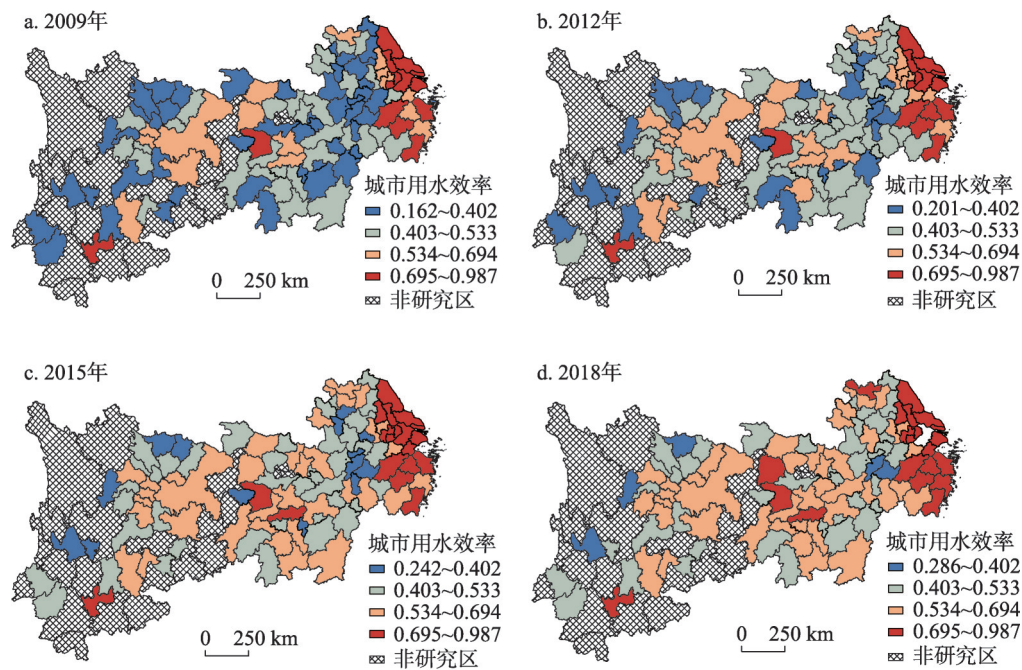 a. 2009年
城市用水效率
0.162~0.402
0.403~0.533
0.534~0.694
0.695~0.987
非研究区
0 250 km
b. 2012年
城市用水效率
0.201~0.402
0.403~0.533
0.534~0.694
0.695~0.987
非研究区
0 250 km
c. 2015年
城市用水效率
0.242~0.402
0.403~0.533
0.534~0.694
0.695~0.987
非研究区
0 250 km
d. 2018年
城市用水效率
0.286~0.402
0.403~0.533
0.534~0.694
0.695~0.987
非研究区
0 250 km